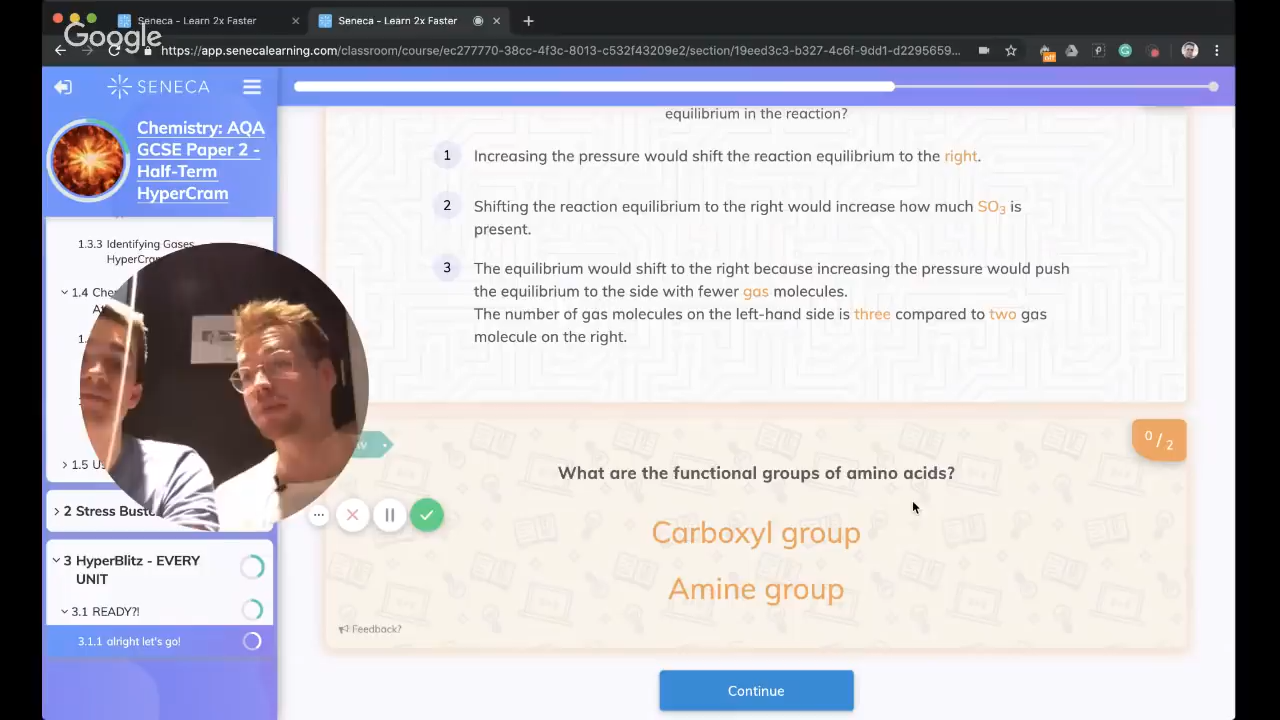 Seneca - Learn 2x Faster
Seneca - Learn 2x Faster
Google
https://app.senecalearning.com/classroom/course/ec277770-38cc-4f3c-8013-c532f43209e2/section/19eed3c3-b327-4c6f-9dd1-d2295659...
off
SENECA
Chemistry: AQA
GCSE Paper 2 -
Half-Term
HyperCram
1.3.3 Identifying Gases
1.4
1.5
2 Stress
3 HyperBlitz - EVERY
UNIT
3.1 READY?!
3.1.1 alright let's go!
equilibrium in the reaction?
1 Increasing the pressure would shift the reaction equilibrium to the right.
2 Shifting the reaction equilibrium to the right would increase how much SO₃ is
present.
3 The equilibrium would shift to the right because increasing the pressure would push
the equilibrium to the side with fewer gas molecules.
The number of gas molecules on the left-hand side is three compared to two gas
molecule on the right.
0 / 2
What are the functional groups of amino acids?
Carboxyl group
Amine group
Feedback?
Continue